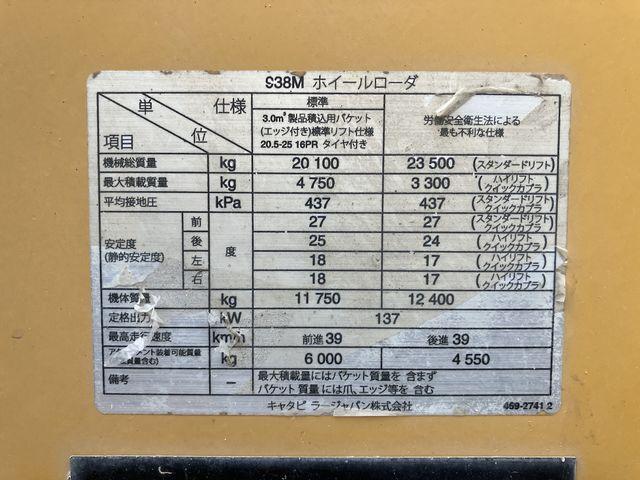 938M ホイールローダ
単 仕様 標準
3.0m³ 製品積込用バケット 労働安全衛生法による
(エッジ付き)標準リフト仕様 最も不利な仕様
項目 位 20.5-25 16PR タイヤ付き
機械総質量 kg 20 100 23 500 (スタンダードリフト)
最大積載質量 kg 4 750 3 300 (ハイリフト クイックカプラ)
平均接地圧 kPa 437 437 (スタンダードリフト クイックカプラ)
安定度 (静的安定度) 前 度 27 27 (スタンダードリフト クイックカプラ)
後 25 24 (ハイリフト クイックカプラ)
左 18 17 (ハイリフト クイックカプラ)
右 18 17 (ハイリフト クイックカプラ)
機体質量 kg 11 750 12 400
定格出力 kW 137
最高走行速度 km/h 前進 39 後進 39
kg 6 000 4 550
備考 — 最大積載量にはバケット質量を 含まず
バケット 質量 には爪、エッジ等を 含む
キャタピラージャパン株式会社 459-2741 2